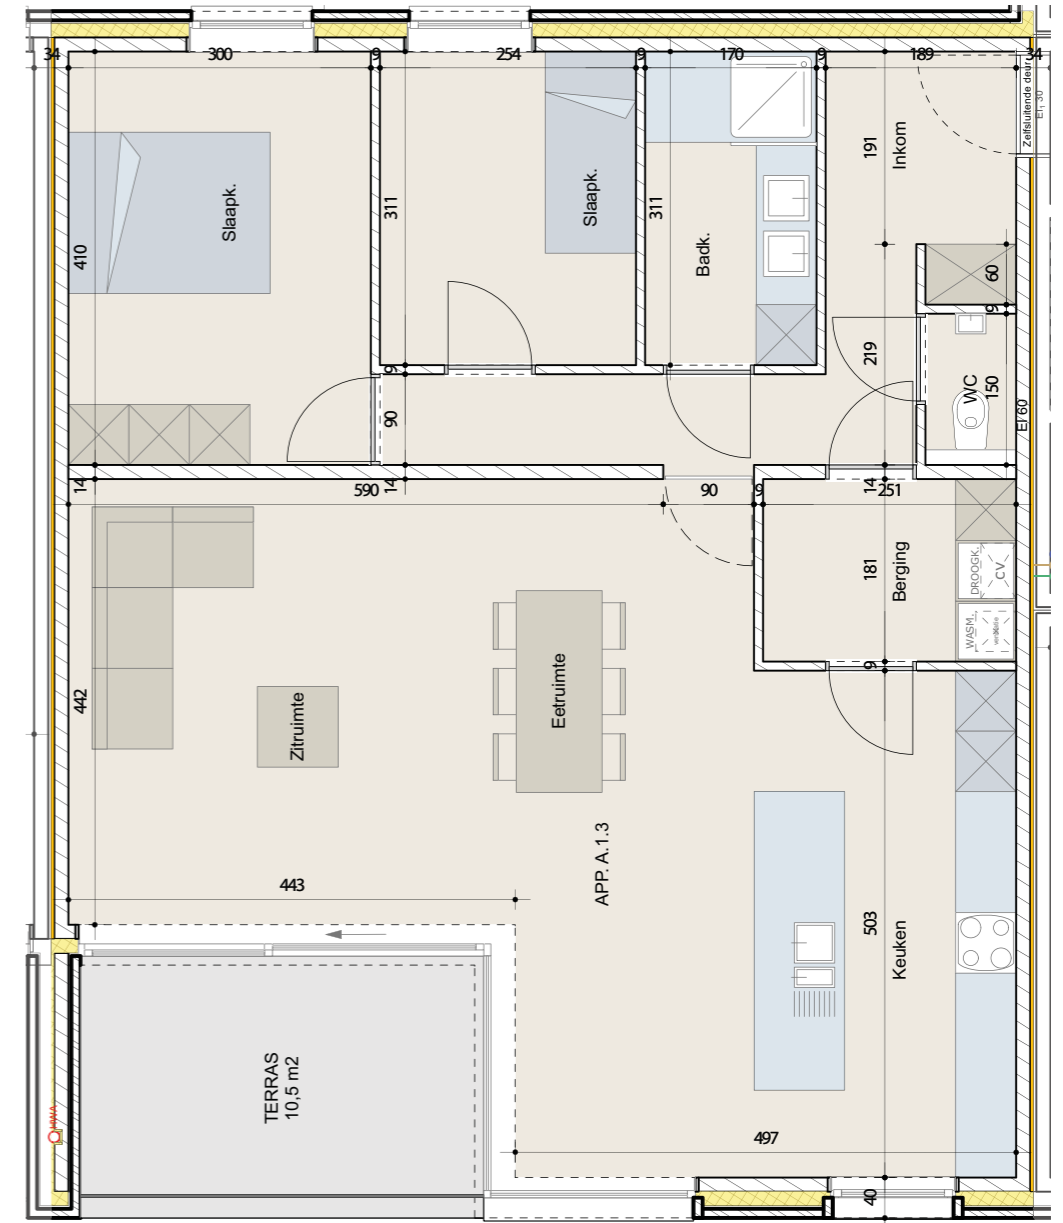 34
300
9
254
9
170
9
189
34
Zelfsluitende deur
EI₁ 30
191
Inkom
Slaapk.
Slaapk.
311
311
Badk.
410
60
9
219
WC
150
EI 60
9
90
14
590
14
90
9
14
251
181
Berging
DROOGK.
CV
WASM.
9
442
Zitruimte
Eetruimte
APP. A.1.3
443
503
Keuken
TERRAS
10,5 m2
HWA
497
40